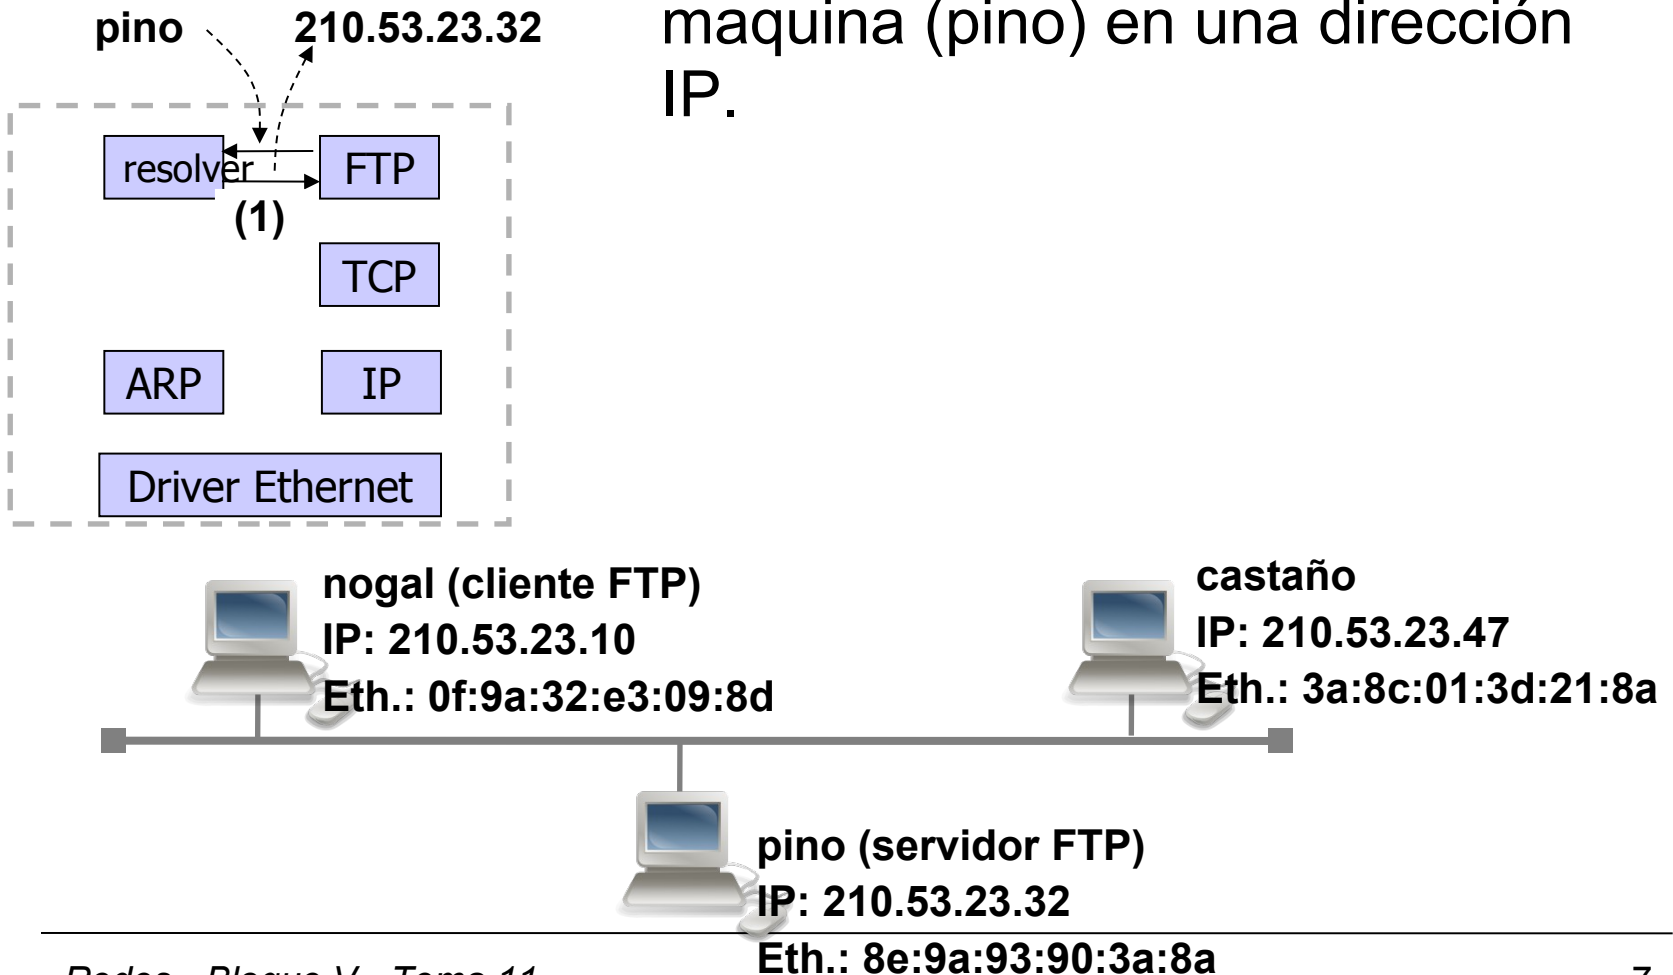 pino 210.53.23.32
maquina (pino) en una dirección
IP.
resolver FTP
(1)
TCP
ARP IP
Driver Ethernet
nogal (cliente FTP)
IP: 210.53.23.10
Eth.: 0f:9a:32:e3:09:8d
castaño
IP: 210.53.23.47
Eth.: 3a:8c:01:3d:21:8a
pino (servidor FTP)
IP: 210.53.23.32
Eth.: 8e:9a:93:90:3a:8a
Redes - Bloque V - Tema 11
7